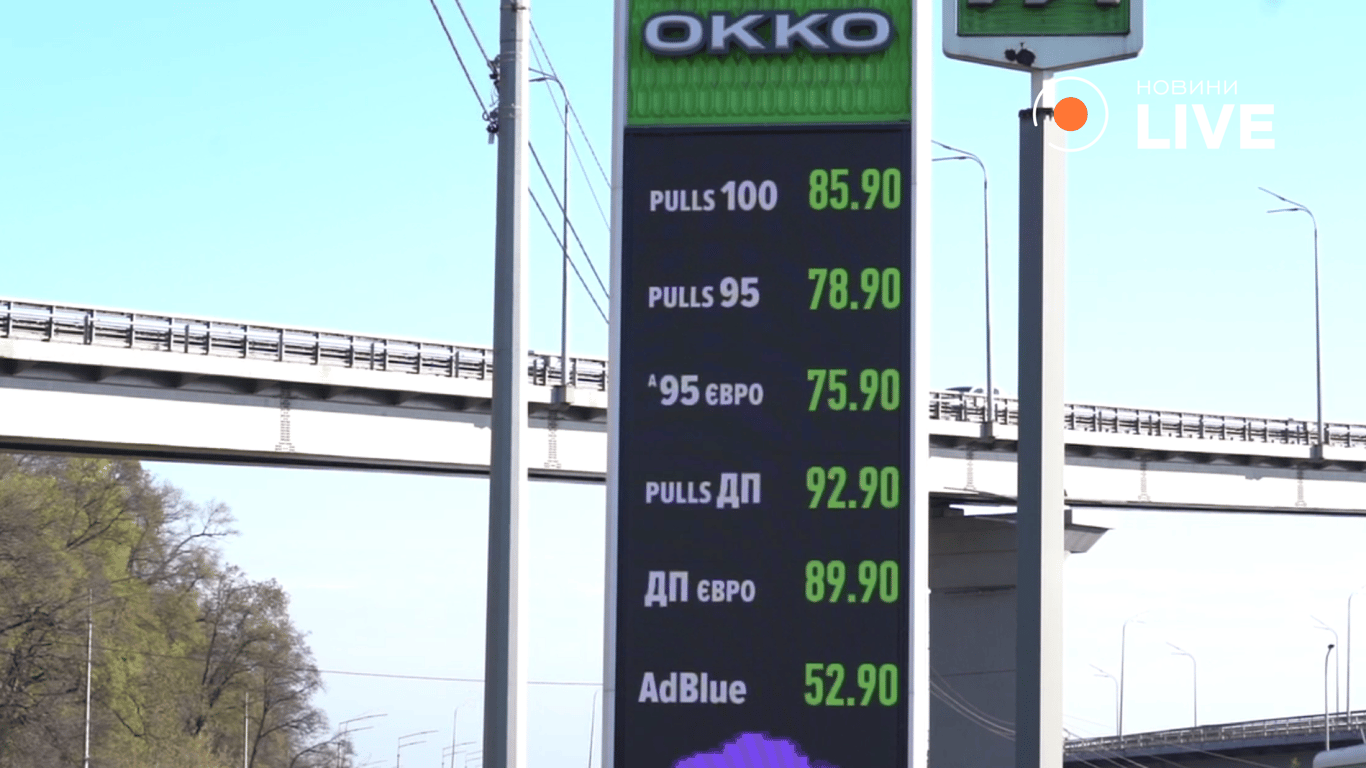 OKKO
НОВИНИ
LIVE
PULLS 100 85.90
PULLS 95 78.90
А95 ЄВРО 75.90
PULLS ДП 92.90
ДП ЄВРО 89.90
AdBlue 52.90